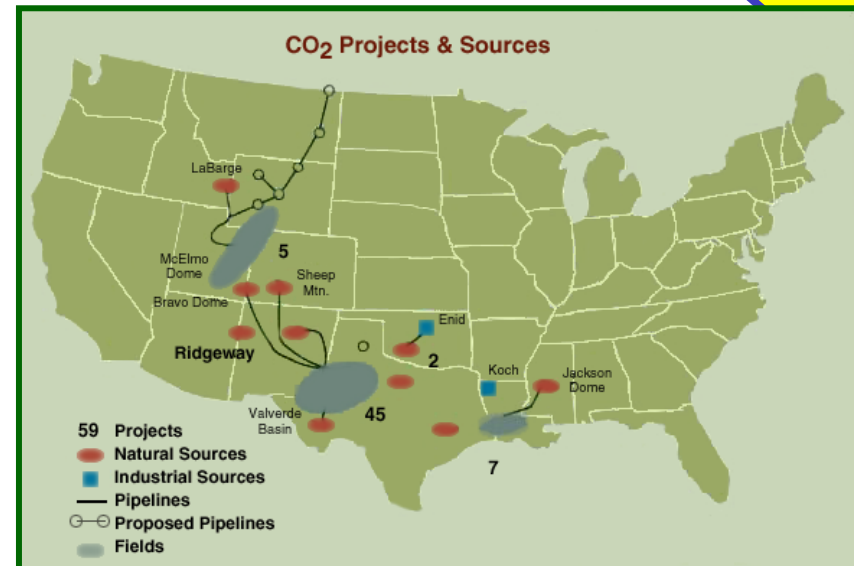 CO2 Projects & Sources
LaBarge
McElmo
Dome
5
Sheep
Mtn.
Bravo Dome
Ridgeway
Enid
2
Koch
Jackson
Dome
Valverde
Basin
45
7
59 Projects
Natural Sources
Industrial Sources
Pipelines
Proposed Pipelines
Fields